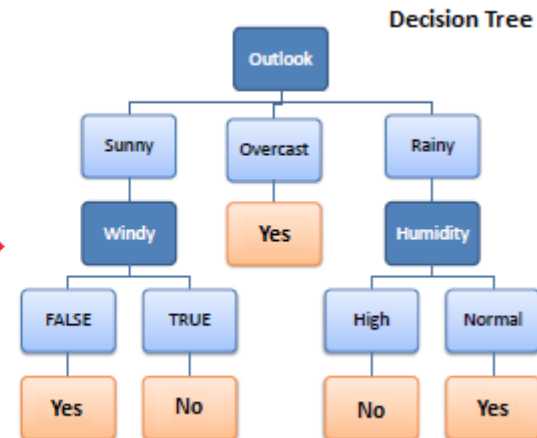 Decision Tree
Outlook
Sunny Overcast Rainy
Windy Yes Humidity
FALSE TRUE High Normal
Yes No No Yes